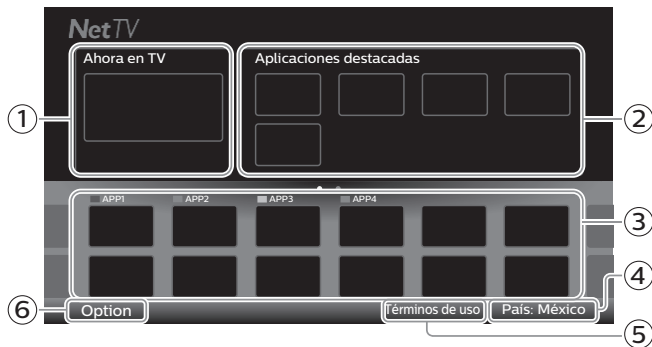 NetTV
Ahora en TV
Aplicaciones destacadas
1
2
APP1 APP2 APP3 APP4
3
4
6
Option
Términos de uso
País: México
5